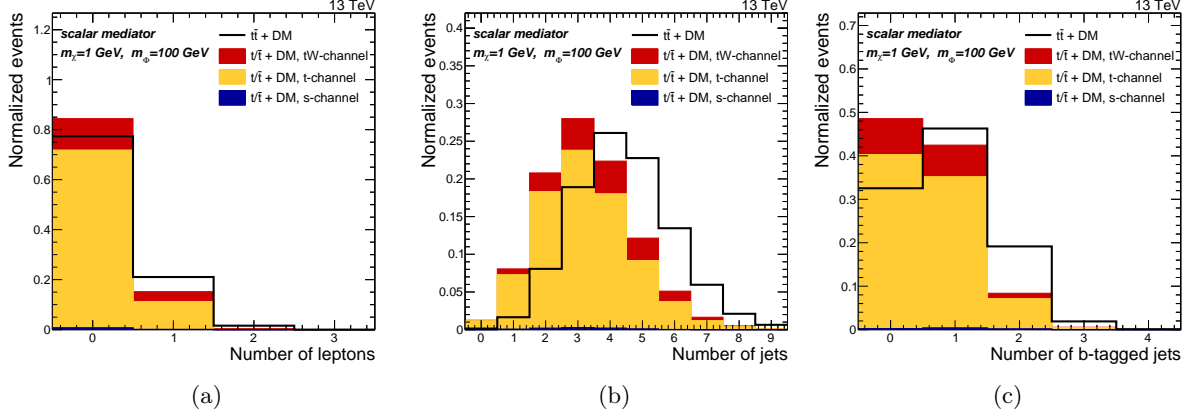 13 TeV
scalar mediator
mχ=1 GeV, mΦ=100 GeV
tt̄ + DM
t/t̄ + DM, tW-channel
t/t̄ + DM, t-channel
t/t̄ + DM, s-channel
Normalized events
1.2
1
0.8
0.6
0.4
0.2
0
0 1 2 3
Number of leptons
(a)
13 TeV
scalar mediator
mχ=1 GeV, mΦ=100 GeV
tt̄ + DM
t/t̄ + DM, tW-channel
t/t̄ + DM, t-channel
t/t̄ + DM, s-channel
Normalized events
0.4
0.35
0.3
0.25
0.2
0.15
0.1
0.05
0
0 1 2 3 4 5 6 7 8 9
Number of jets
(b)
13 TeV
scalar mediator
mχ=1 GeV, mΦ=100 GeV
tt̄ + DM
t/t̄ + DM, tW-channel
t/t̄ + DM, t-channel
t/t̄ + DM, s-channel
Normalized events
0.7
0.6
0.5
0.4
0.3
0.2
0.1
0
0 1 2 3 4
Number of b-tagged jets
(c)